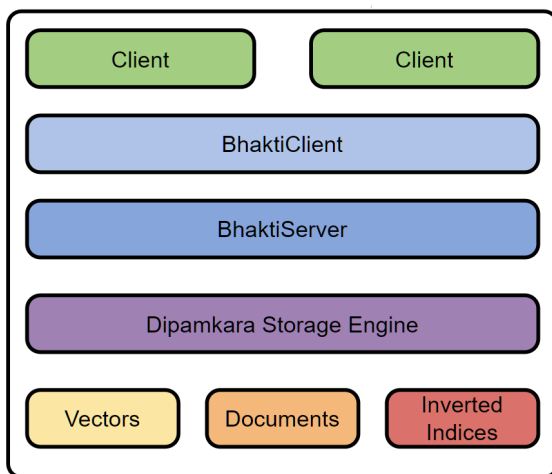 Client
Client
BhaktiClient
BhaktiServer
Dipamkara Storage Engine
Vectors
Documents
Inverted
Indices